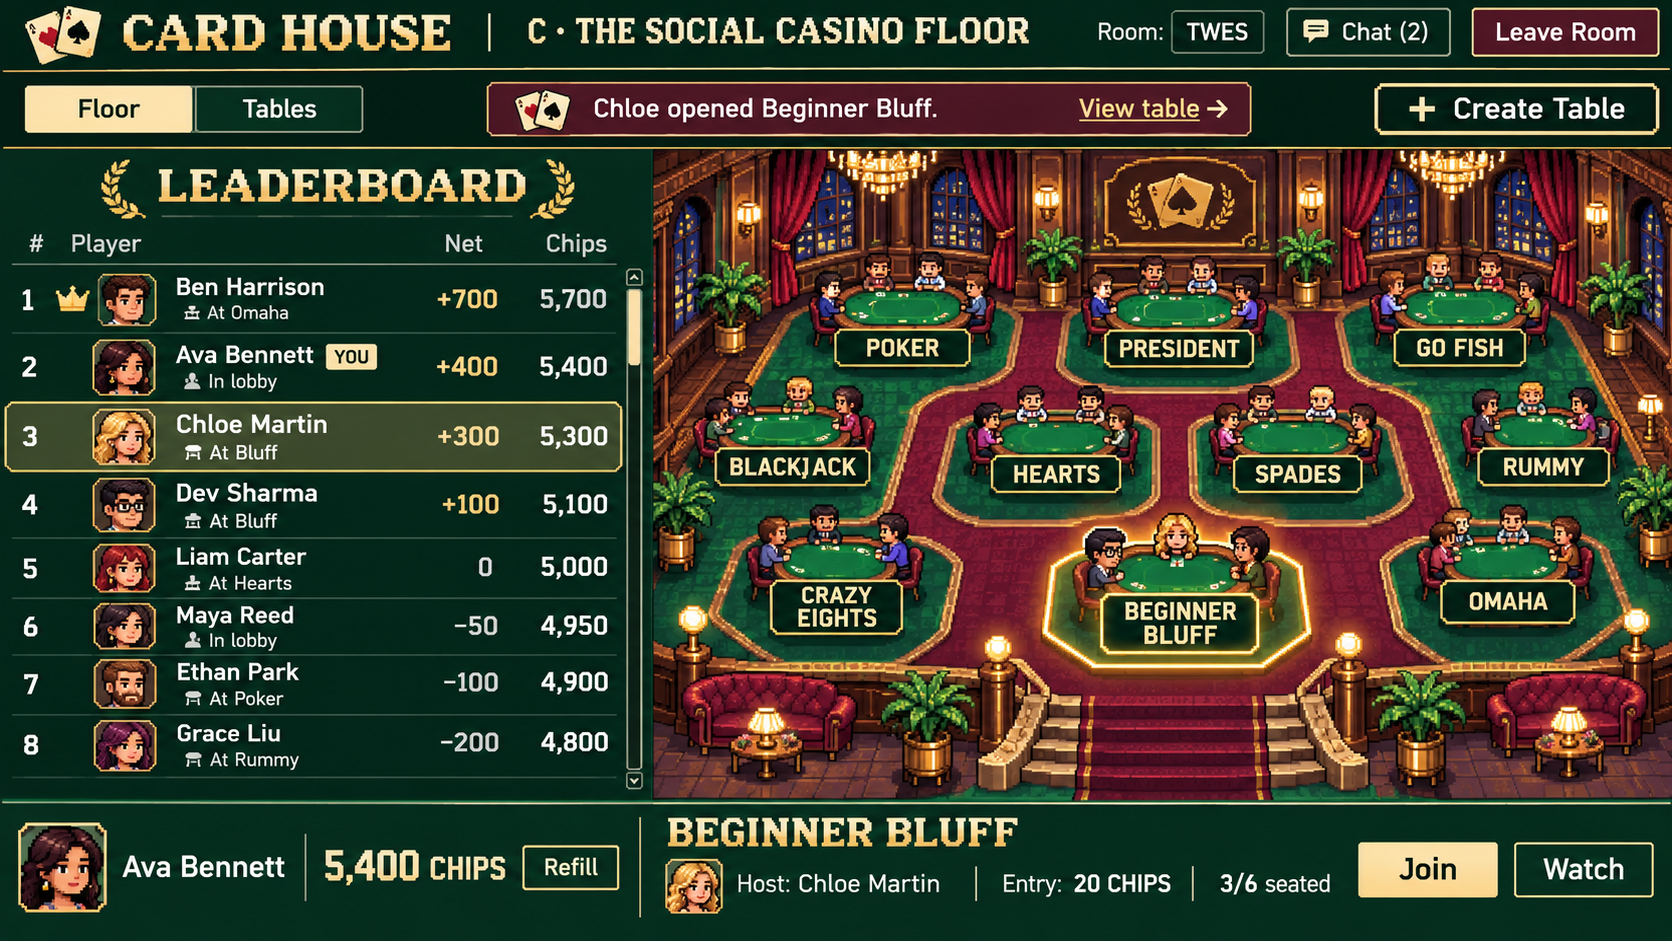 CARD HOUSE
C · THE SOCIAL CASINO FLOOR
Room: TWES
Chat (2)
Leave Room
Floor
Tables
Chloe opened Beginner Bluff.
View table →
+ Create Table
LEADERBOARD
# Player Net Chips
1 Ben Harrison +700 5,700
At Omaha
2 Ava Bennett YOU +400 5,400
In lobby
3 Chloe Martin +300 5,300
At Bluff
4 Dev Sharma +100 5,100
At Bluff
5 Liam Carter 0 5,000
At Hearts
6 Maya Reed −50 4,950
In lobby
7 Ethan Park −100 4,900
At Poker
8 Grace Liu −200 4,800
At Rummy
POKER
PRESIDENT
GO FISH
BLACKJACK
HEARTS
SPADES
RUMMY
CRAZY
EIGHTS
BEGINNER
BLUFF
OMAHA
Ava Bennett
5,400 CHIPS
Refill
BEGINNER BLUFF
Host: Chloe Martin
Entry: 20 CHIPS
3/6 seated
Join
Watch